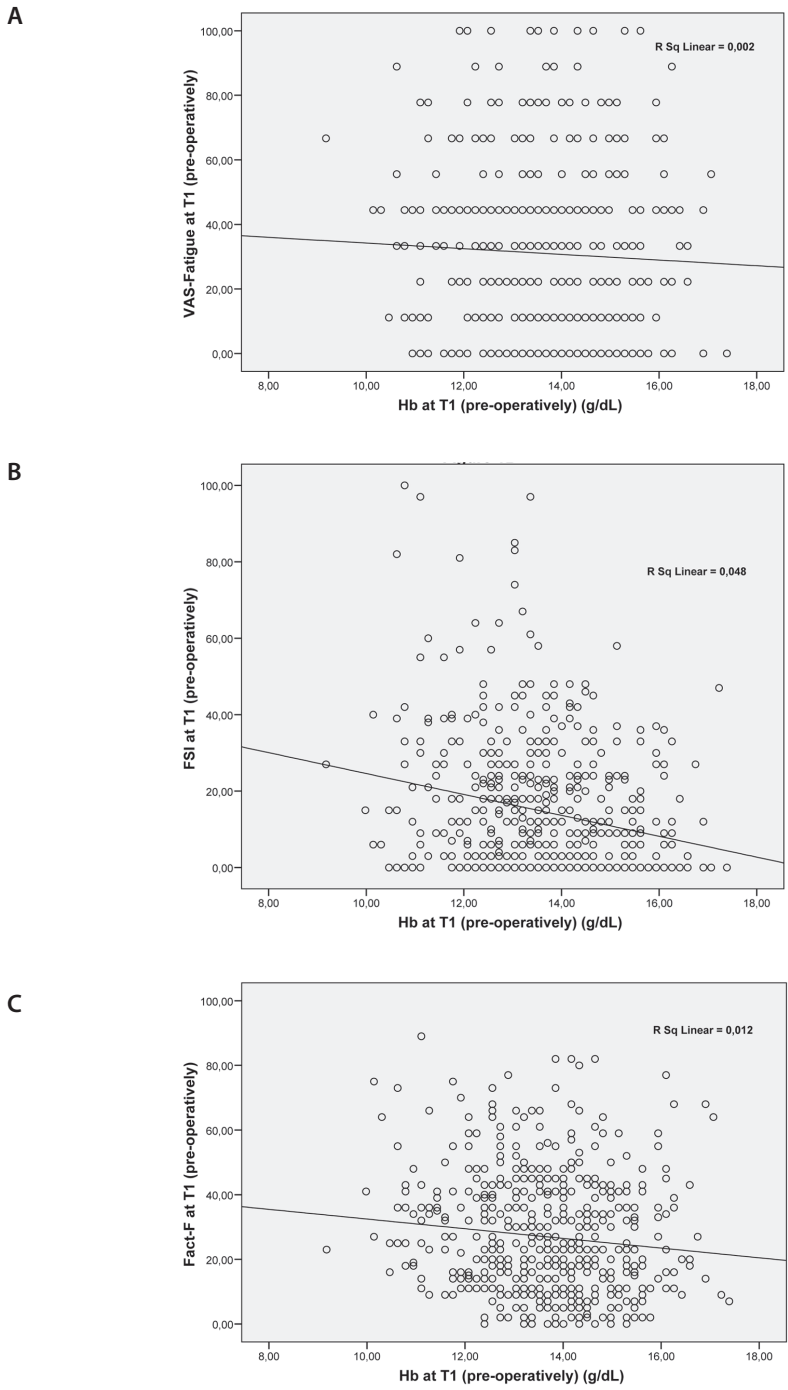 A
VAS-Fatigue at T1 (pre-operatively)
100,00
80,00
60,00
40,00
20,00
0,00
R Sq Linear = 0,002
8,00 10,00 12,00 14,00 16,00 18,00
Hb at T1 (pre-operatively) (g/dL)
B
FSI at T1 (pre-operatively)
100,00
80,00
60,00
40,00
20,00
0,00
R Sq Linear = 0,048
8,00 10,00 12,00 14,00 16,00 18,00
Hb at T1 (pre-operatively) (g/dL)
C
Fact-F at T1 (pre-operatively)
100,00
80,00
60,00
40,00
20,00
0,00
R Sq Linear = 0,012
8,00 10,00 12,00 14,00 16,00 18,00
Hb at T1 (pre-operatively) (g/dL)